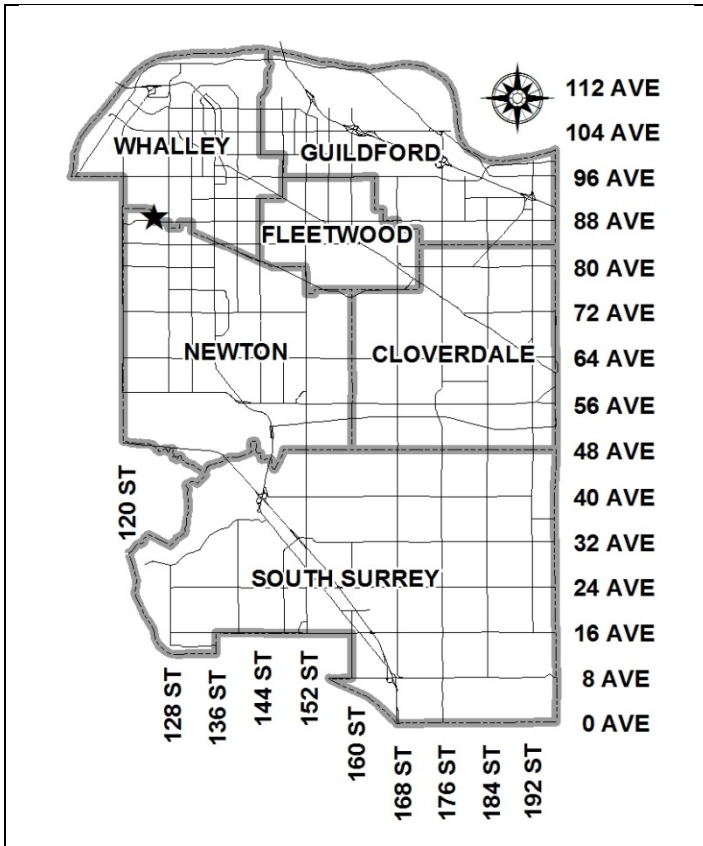 112 AVE
104 AVE
WHALLEY
GUILDFORD
96 AVE
88 AVE
FLEETWOOD
80 AVE
72 AVE
NEWTON
CLOVERDALE
64 AVE
56 AVE
48 AVE
120 ST
40 AVE
32 AVE
SOUTH SURREY
24 AVE
16 AVE
128 ST
136 ST
144 ST
152 ST
160 ST
8 AVE
0 AVE
168 ST
176 ST
184 ST
192 ST